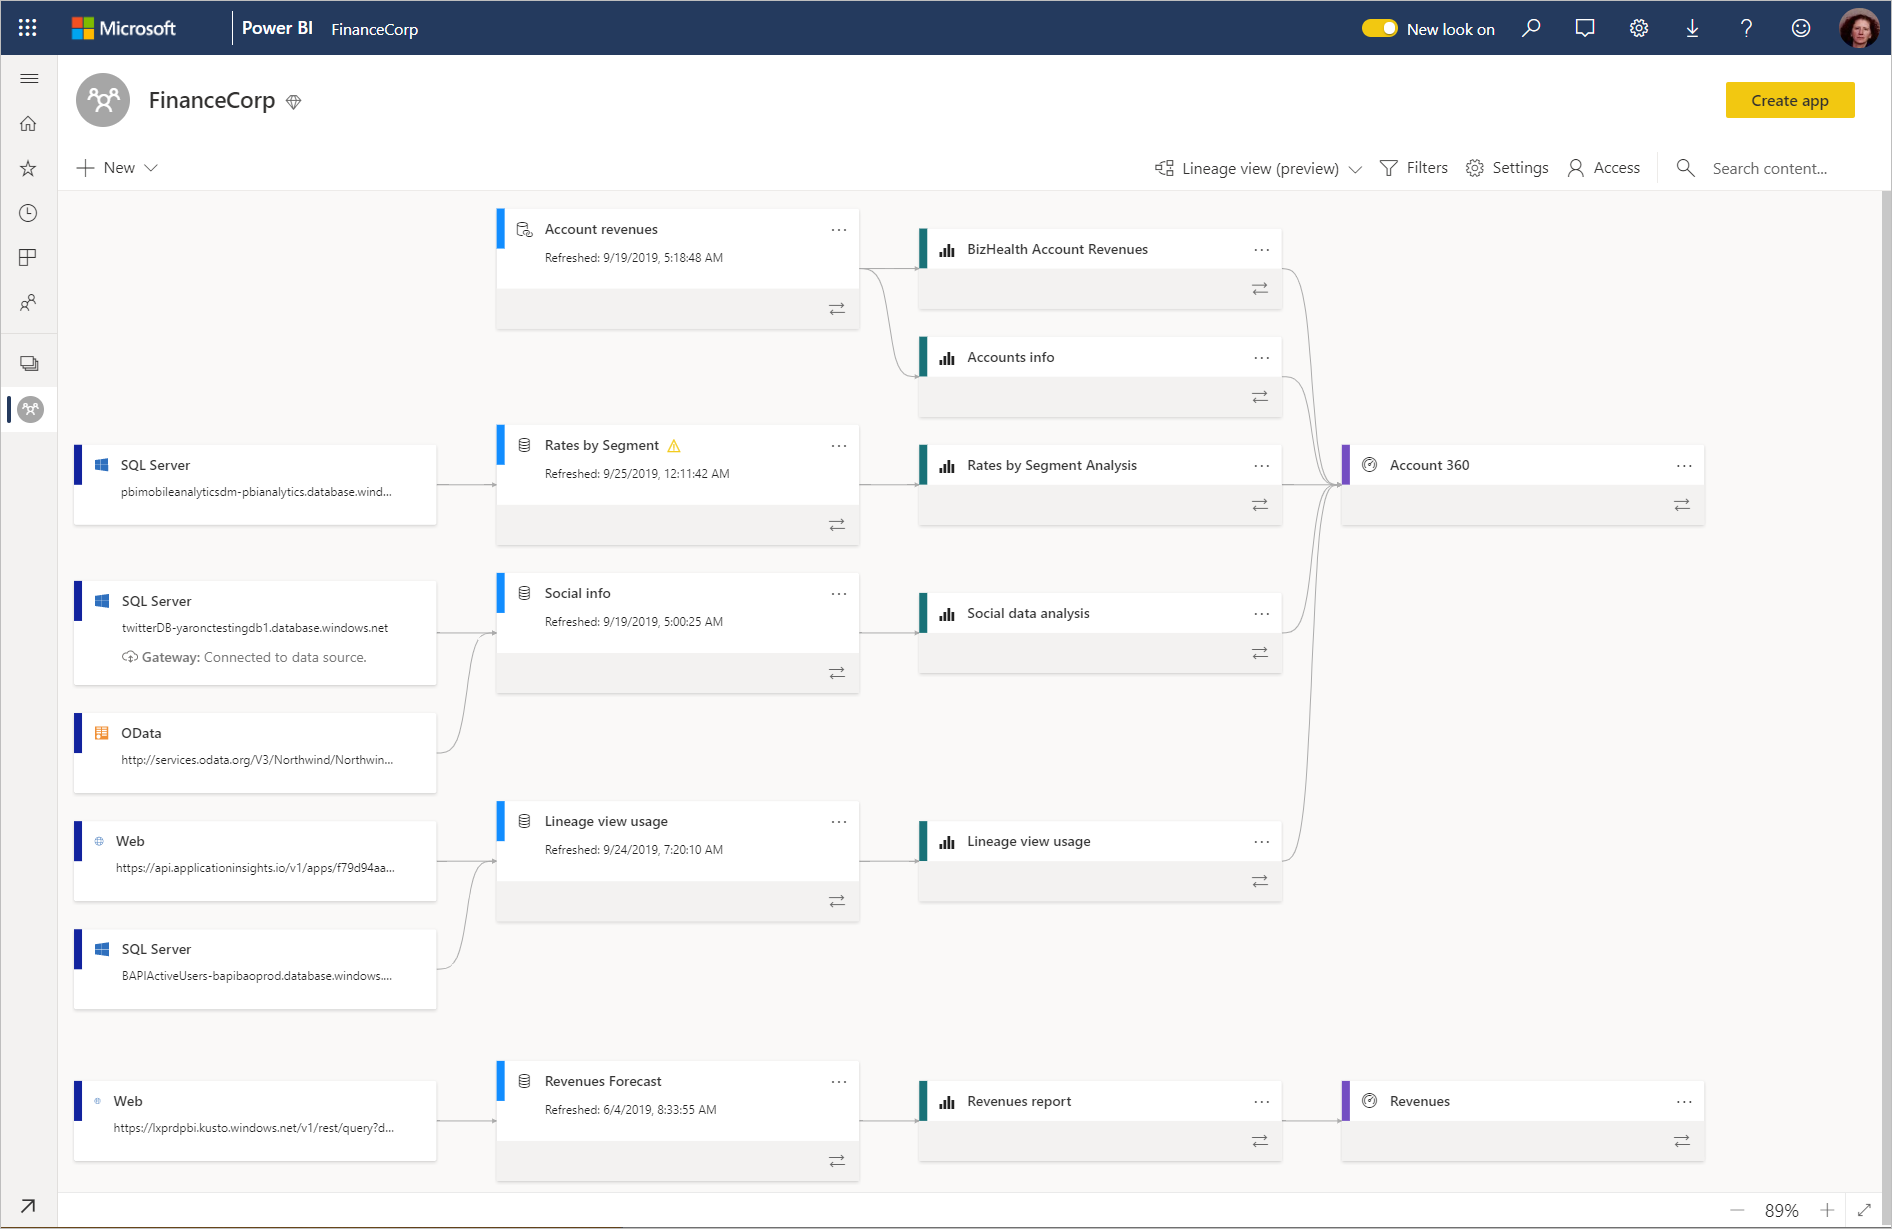 Microsoft
Power BI
FinanceCorp
New look on
FinanceCorp
Create app
New
Lineage view (preview)
Filters
Settings
Access
Search content...
Account revenues
Refreshed: 9/19/2019, 5:18:48 AM
BizHealth Account Revenues
Accounts info
SQL Server
pbimobileanalyticsdm-pbianalytics.database.wind...
Rates by Segment
Refreshed: 9/25/2019, 12:11:42 AM
Rates by Segment Analysis
Account 360
SQL Server
twitterDB-yaronctestingdb1.database.windows.net
Gateway: Connected to data source.
Social info
Refreshed: 9/19/2019, 5:00:25 AM
Social data analysis
OData
http://services.odata.org/V3/Northwind/Northwin...
Web
https://api.applicationinsights.io/v1/apps/f79d94aa...
Lineage view usage
Refreshed: 9/24/2019, 7:20:10 AM
Lineage view usage
SQL Server
BAPIActiveUsers-bapibaoprod.database.windows....
Web
https://lxprdpbi.kusto.windows.net/v1/rest/query?d...
Revenues Forecast
Refreshed: 6/4/2019, 8:33:55 AM
Revenues report
Revenues
89%